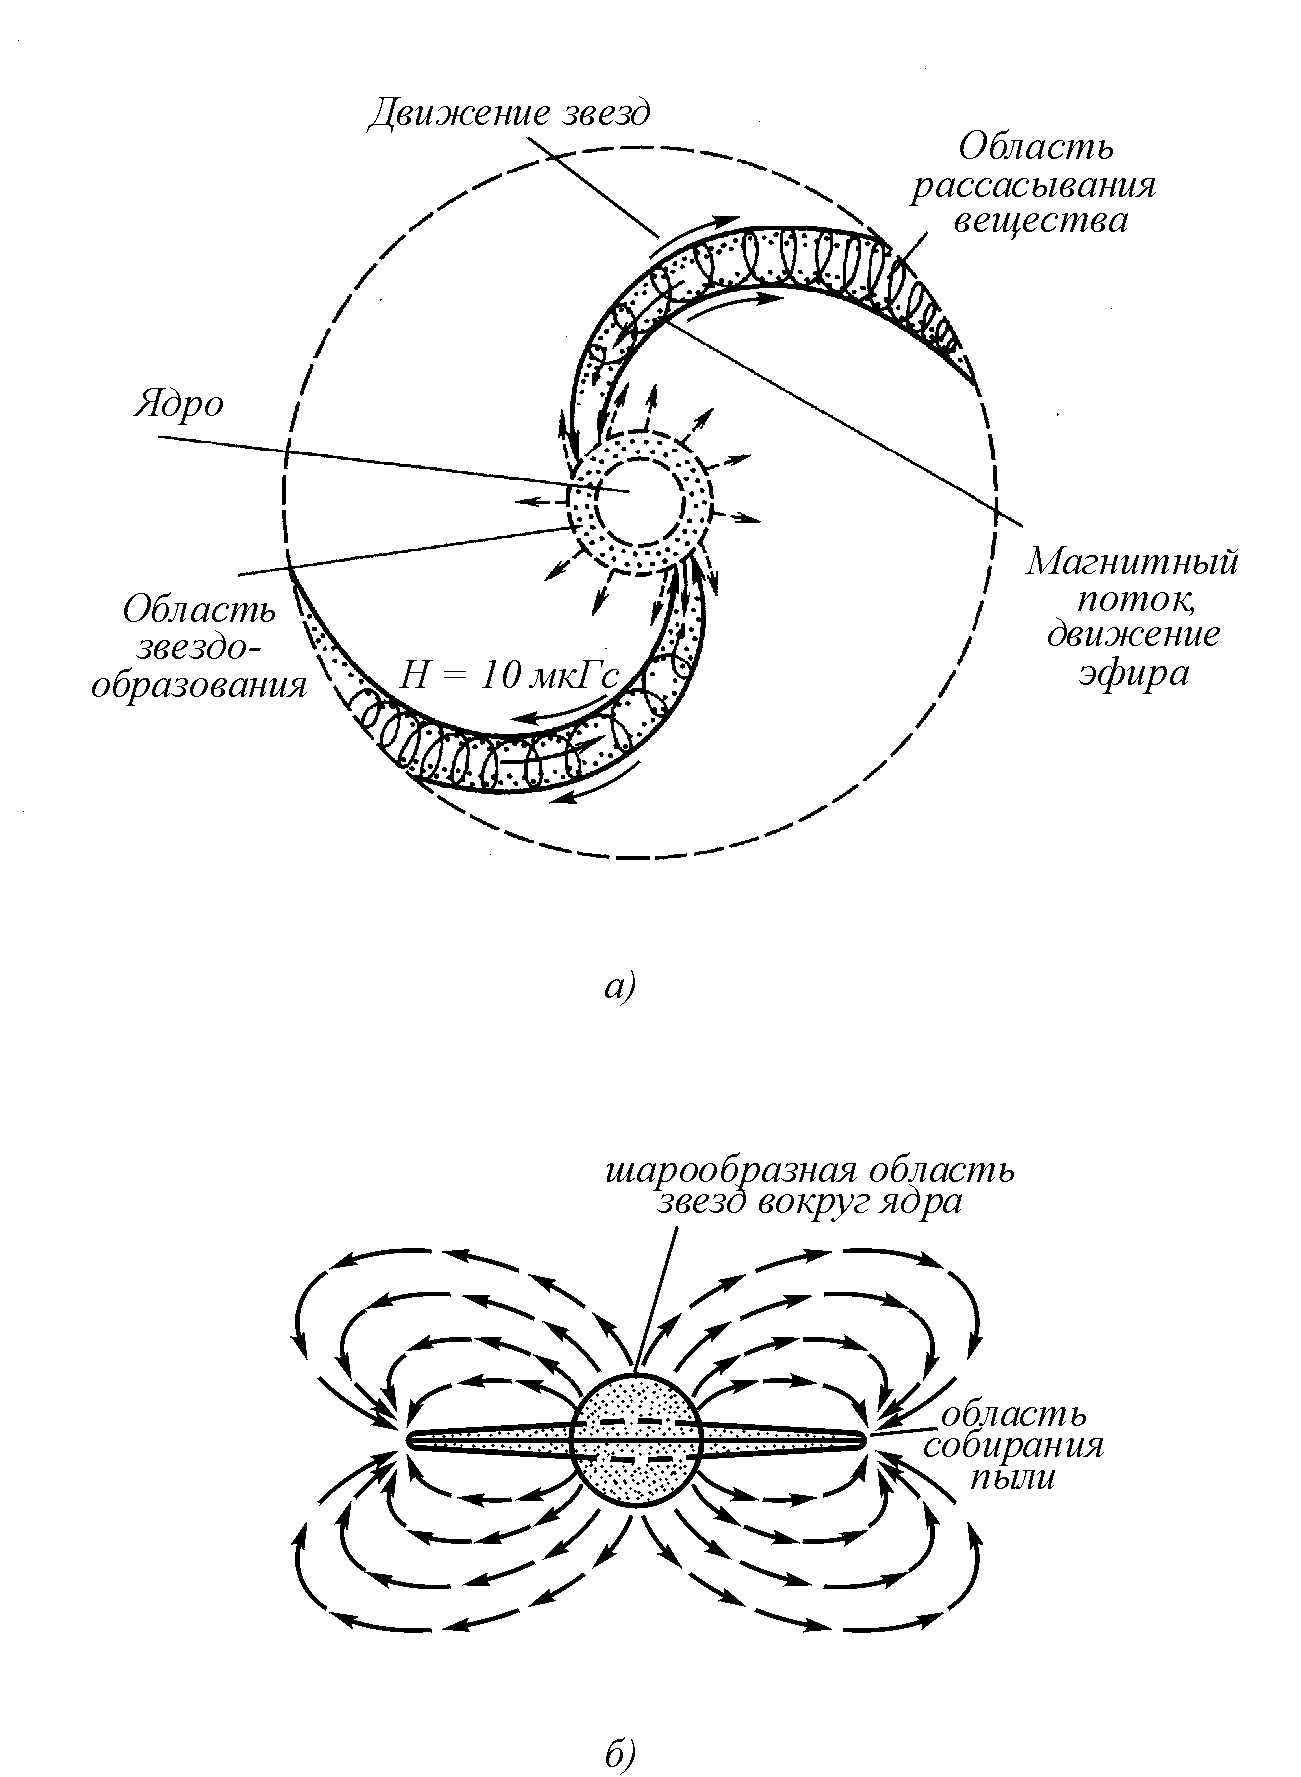 Движение звезд
Область
рассасывания
вещества
Ядро
Магнитный
поток,
движение
эфира
Область
звездо-
образования
H = 10 мкГс
а)
шарообразная область
звезд вокруг ядра
область
собирания
пыли
б)